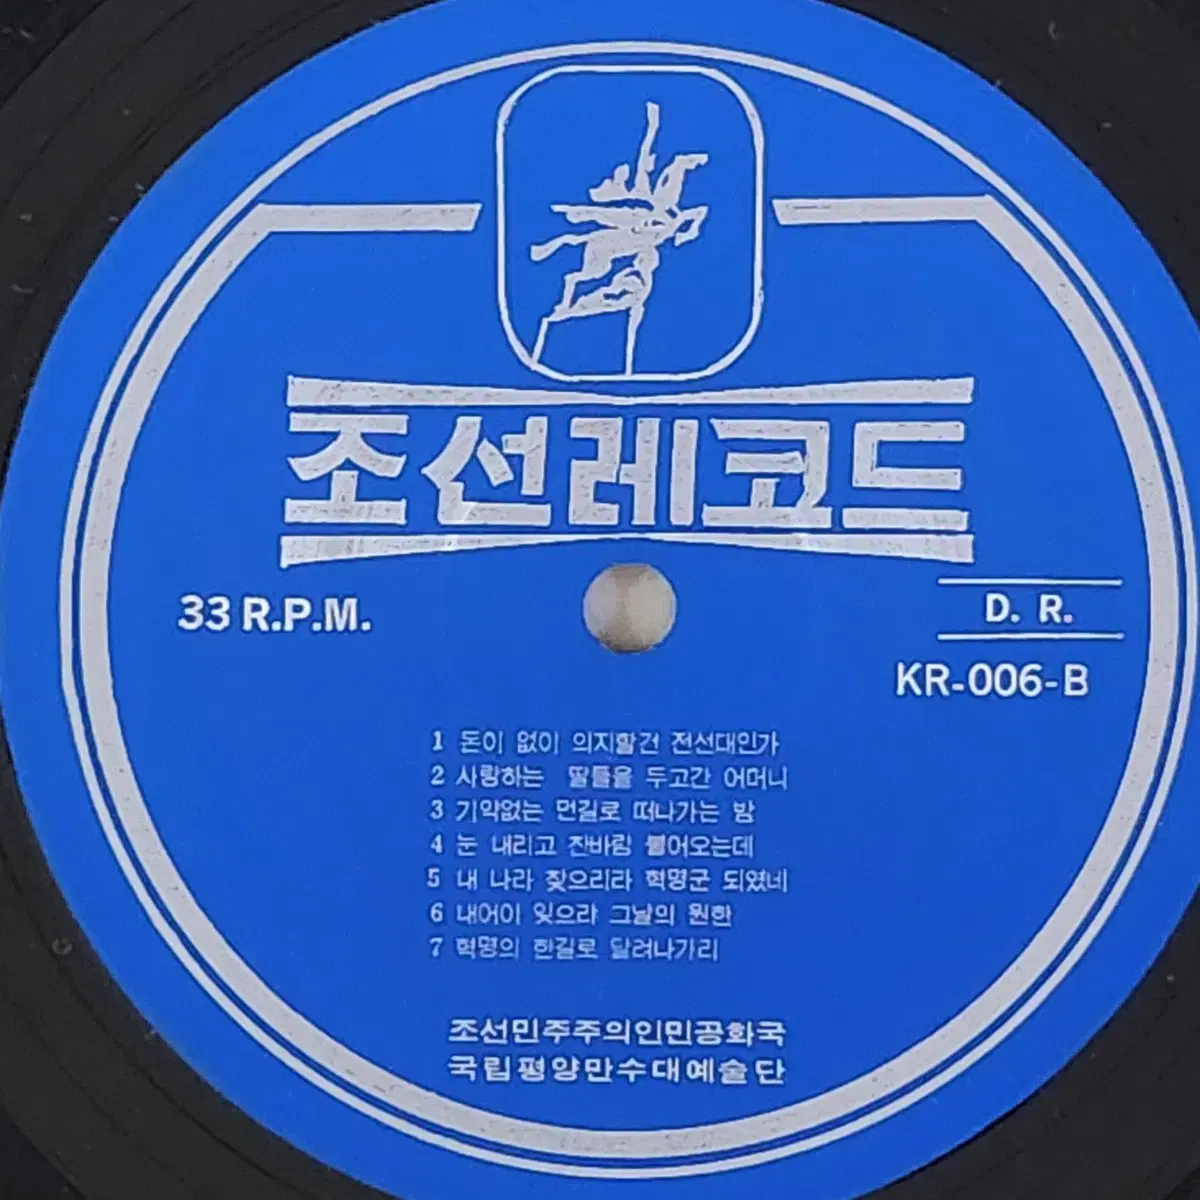 조선레코드
33 R.P.M.
D. R.
KR-006-B
1 돈이 없이 의지할건 전선대인가
2 사랑하는 딸들을 두고간 어머니
3 기약없는 먼길로 떠나가는 밤
4 눈 내리고 찬바람 불어오는데
5 내 나라 찾으리라 혁명군 되였네
6 내어이 잊으랴 그날의 원한
7 혁명의 한길로 달려나가리
조선민주주의인민공화국
국립평양만수대예술단